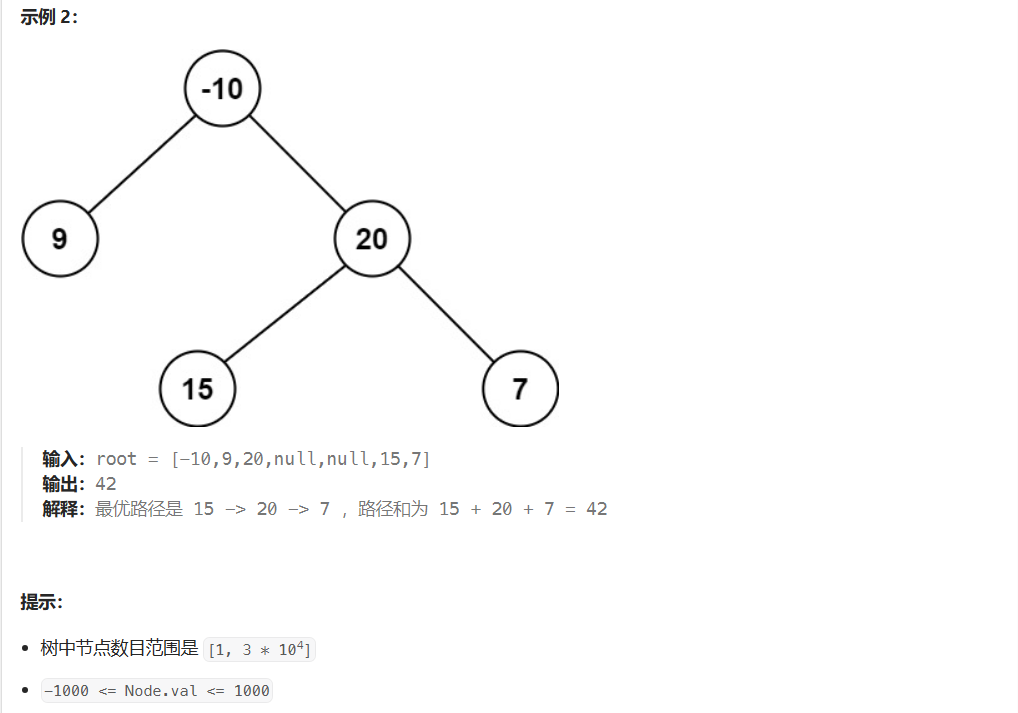 示例 2：
-10
9
20
15
7
输入：root = [-10,9,20,null,null,15,7]
输出：42
解释：最优路径是 15 -> 20 -> 7 ，路径和为 15 + 20 + 7 = 42
提示：
• 树中节点数目范围是 [1, 3 * 10⁴]
• -1000 <= Node.val <= 1000